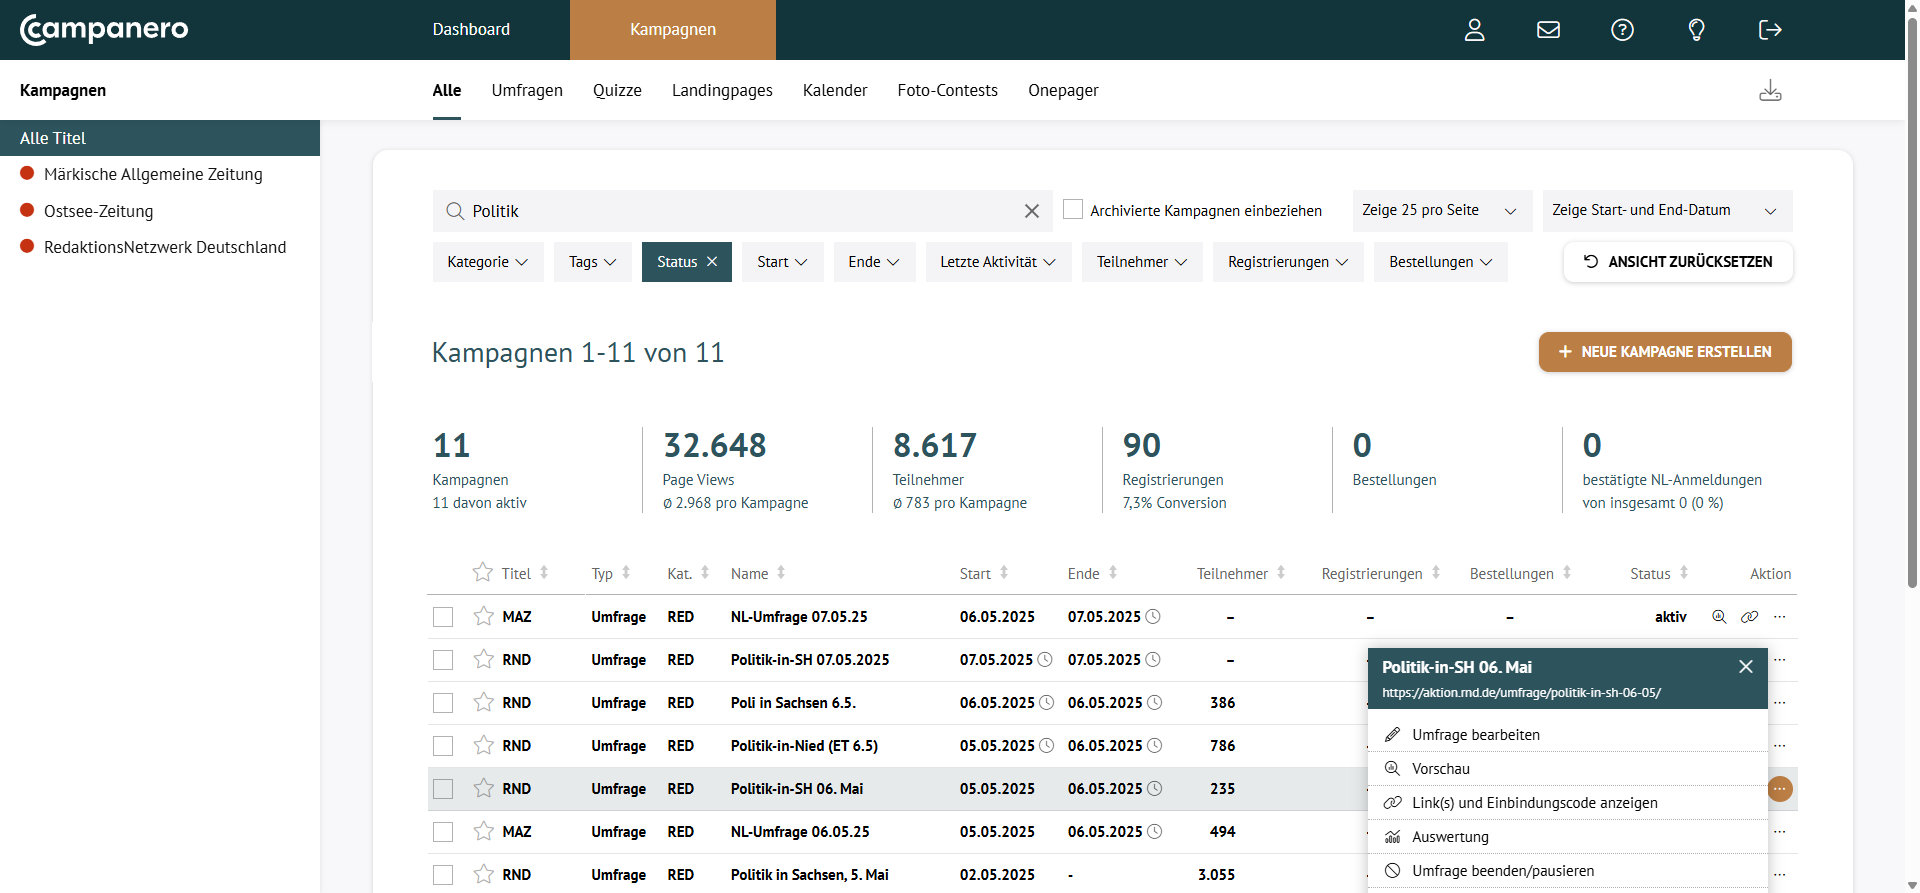 campanero
Dashboard
Kampagnen
Kampagnen
Alle
Umfragen
Quizze
Landingpages
Kalender
Foto-Contests
Onepager
Alle Titel
Märkische Allgemeine Zeitung
Ostsee-Zeitung
RedaktionsNetzwerk Deutschland
Politik
Archivierte Kampagnen einbeziehen
Zeige 25 pro Seite
Zeige Start- und End-Datum
Kategorie
Tags
Status
Start
Ende
Letzte Aktivität
Teilnehmer
Registrierungen
Bestellungen
ANSICHT ZURÜCKSETZEN
Kampagnen 1-11 von 11
+ NEUE KAMPAGNE ERSTELLEN
11
Kampagnen
11 davon aktiv
32.648
Page Views
ø 2.968 pro Kampagne
8.617
Teilnehmer
ø 783 pro Kampagne
90
Registrierungen
7,3% Conversion
0
Bestellungen
0
bestätigte NL-Anmeldungen
von insgesamt 0 (0 %)
Titel Typ Kat. Name Start Ende Teilnehmer Registrierungen Bestellungen Status Aktion
MAZ Umfrage RED NL-Umfrage 07.05.25 06.05.2025 07.05.2025 – – – aktiv ...
RND Umfrage RED Politik-in-SH 07.05.2025 07.05.2025 07.05.2025 – ...
RND Umfrage RED Poli in Sachsen 6.5. 06.05.2025 06.05.2025 386 ...
RND Umfrage RED Politik-in-Nied (ET 6.5) 05.05.2025 06.05.2025 786 ...
RND Umfrage RED Politik-in-SH 06. Mai 05.05.2025 06.05.2025 235 ...
MAZ Umfrage RED NL-Umfrage 06.05.25 05.05.2025 06.05.2025 494 ...
RND Umfrage RED Politik in Sachsen, 5. Mai 02.05.2025 - 3.055 ...
Politik-in-SH 06. Mai
https://aktion.rnd.de/umfrage/politik-in-sh-06-05/
Umfrage bearbeiten
Vorschau
Link(s) und Einbindungscode anzeigen
Auswertung
Umfrage beenden/pausieren